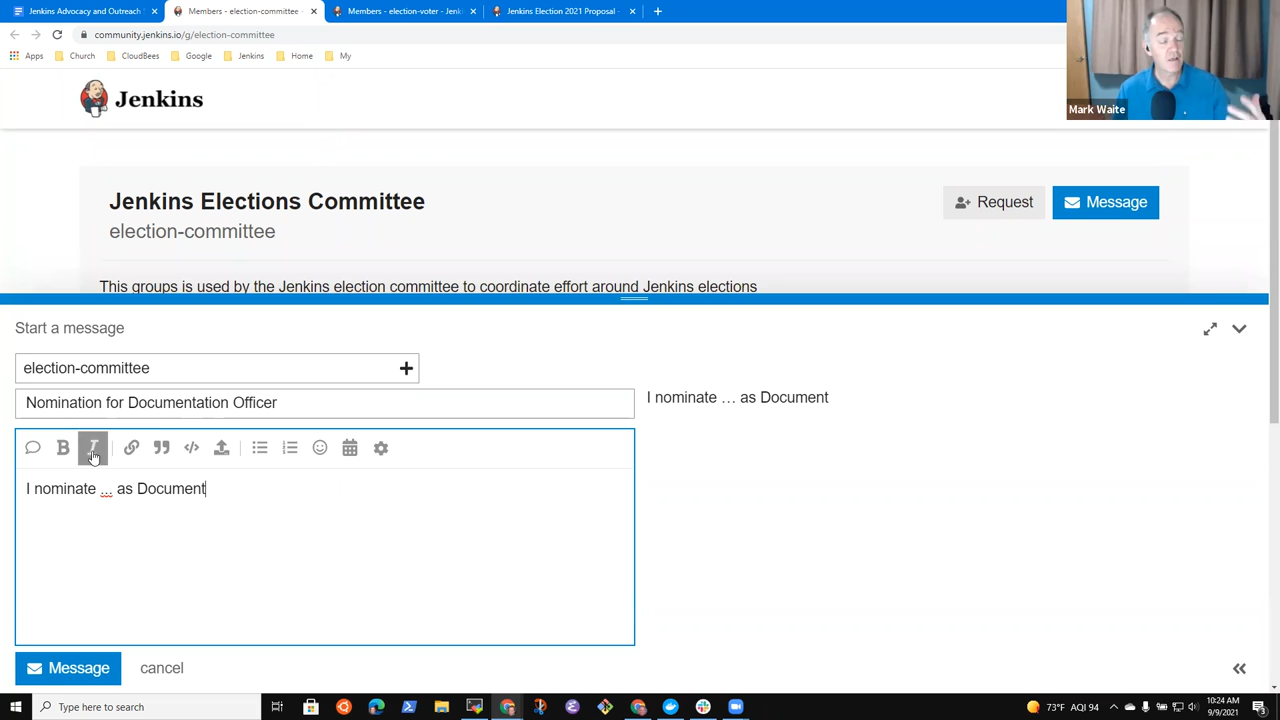 Jenkins Advocacy and Outreach
Members - election-committee -
Members - election-voter - Jenk
Jenkins Election 2021 Proposal -
community.jenkins.io/g/election-committee
Apps
Church
CloudBees
Google
Jenkins
Home
My
Mark Waite
Jenkins
Jenkins Elections Committee
Request
Message
election-committee
This groups is used by the Jenkins election committee to coordinate effort around Jenkins elections
Start a message
election-committee
Nomination for Documentation Officer
I nominate … as Document
B I
I nominate ... as Document
Message
cancel
Type here to search
73°F AQI 94
10:24 AM
9/9/2021
3